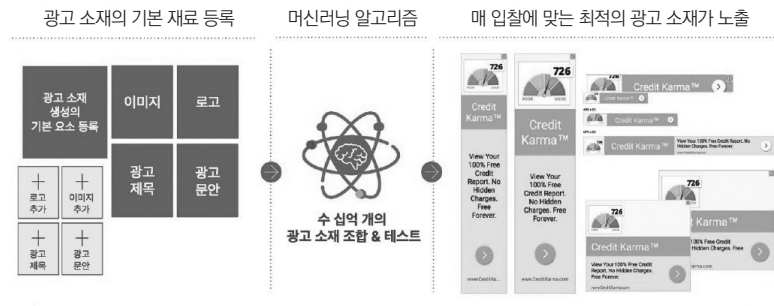 광고 소재의 기본 재료 등록
머신러닝 알고리즘
매 입찰에 맞는 최적의 광고 소재가 노출
광고 소재
생성의
기본 요소 등록
이미지
로고
광고
제목
광고
문안
로고
추가
이미지
추가
광고
제목
광고
문안
수 십억 개의
광고 소재 조합 & 테스트
726
Credit
Karma™
View Your
100% Free
Credit
Report. No
Hidden
Charges.
Free
Forever.
726
Credit
Karma™
View Your
100% Free
Credit Report.
No Hidden
Charges. Free
Forever.
www.CreditKarma.com
Credit Karma™
Credit Karma™
Credit Karma™
Credit Karma™
View Your 100% Free Credit Report. No
Hidden Charges. Free Forever.
726
Karma™
100% Free Credit
Hidden Charges.
726
Credit Karma™
View Your 100% Free Credit
Report. No Hidden Charges.
Free Forever.